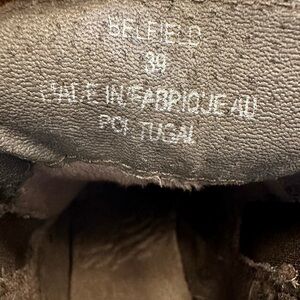 BELFIELD
39
MADE IN/FABRIQUE AU
PORTUGAL